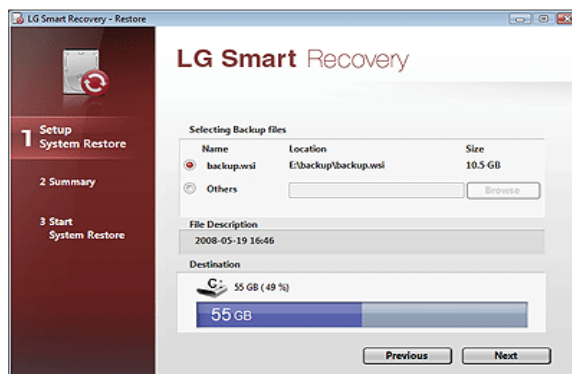 LG Smart Recovery - Restore
LG Smart Recovery
1 Setup
System Restore
2 Summary
3 Start
System Restore
Selecting Backup files
Name Location Size
backup.wsi E:\backup\backup.wsi 10.5 GB
Others Browse
File Description
2008-05-19 16:46
Destination
C: 55 GB ( 49 %)
55 GB
Previous Next